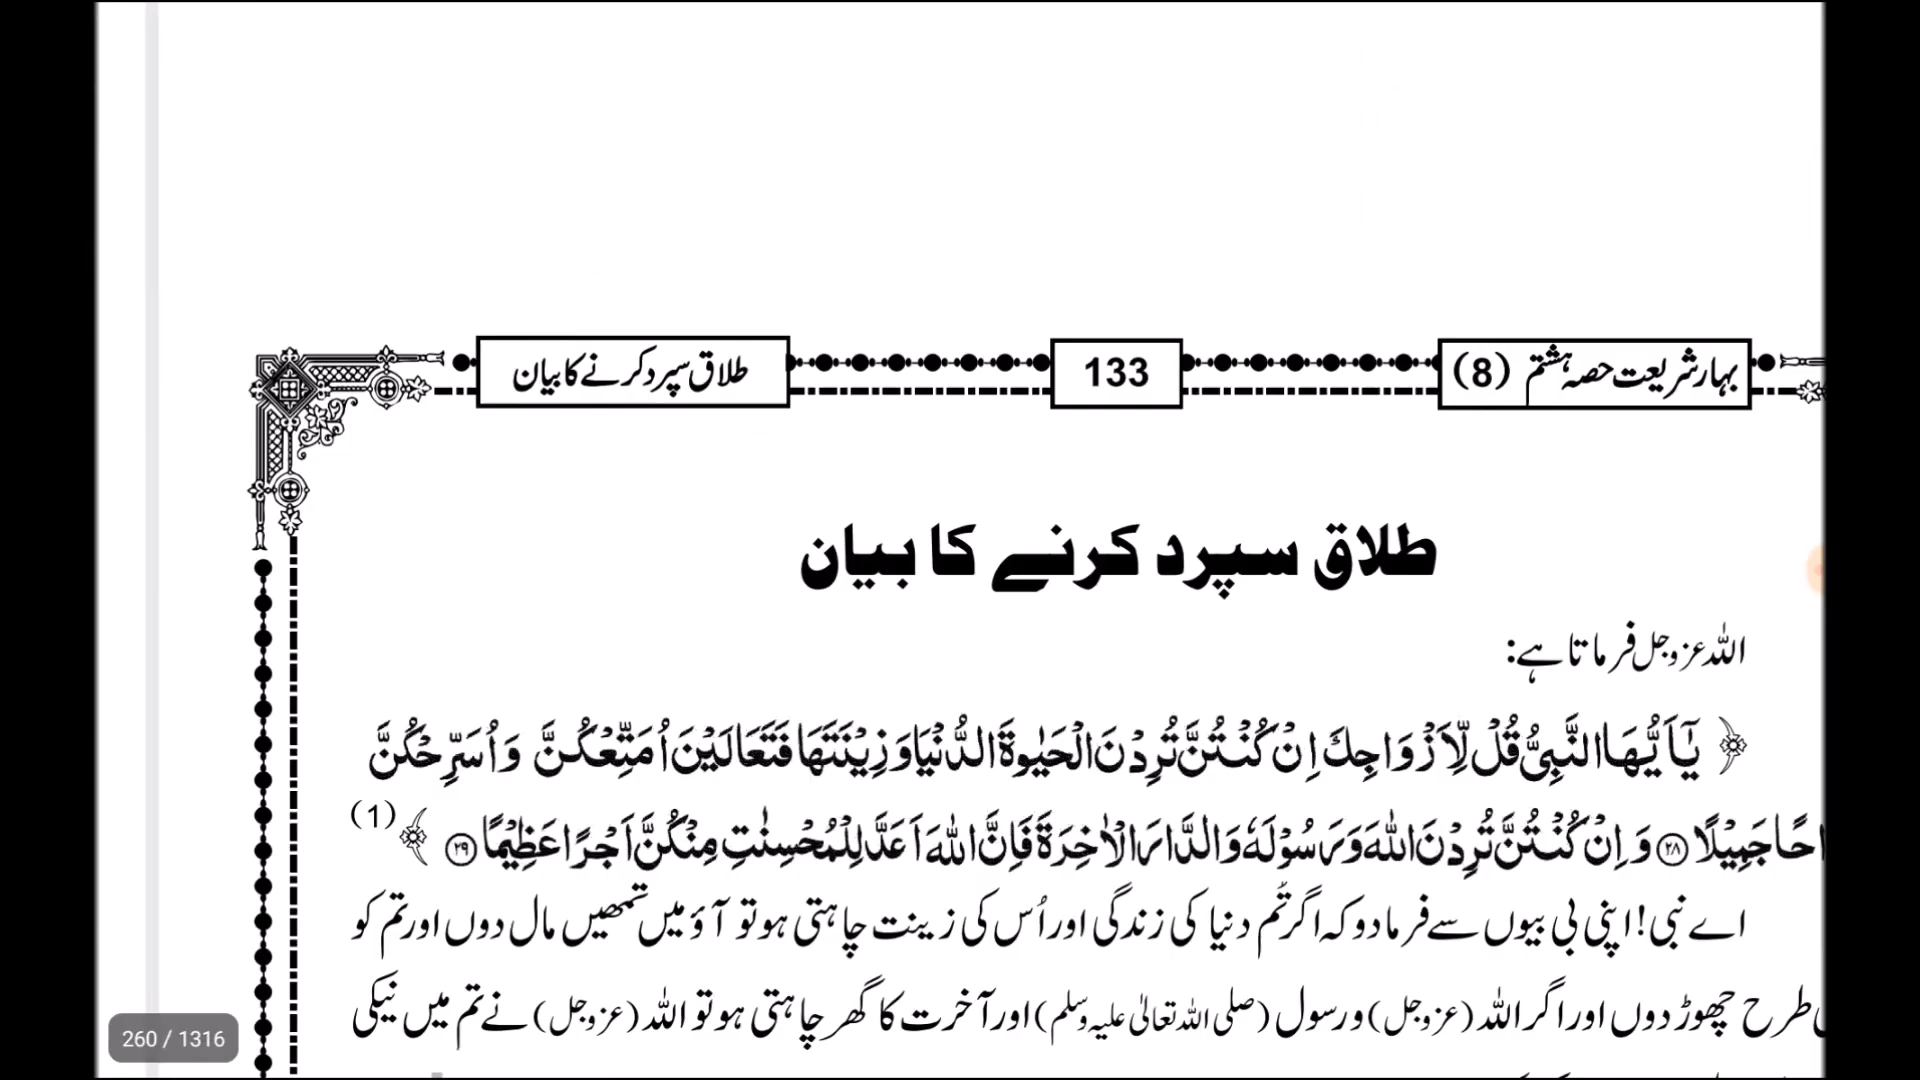 بہار شریعت حصہ ہشتم (8)
133
طلاق سپرد کرنے کا بیان
طلاق سپرد کرنے کا بیان
اللہ عزوجل فرماتا ہے:
﴿ یٰۤاَیُّهَا النَّبِیُّ قُلْ لِّاَزْوَاجِكَ اِنْ كُنْتُنَّ تُرِدْنَ الْحَیٰوةَ الدُّنْیَا وَ زِیْنَتَهَا فَتَعَالَیْنَ اُمَتِّعْكُنَّ وَ اُسَرِّحْكُنَّ
احًا جَمِیْلًا ۲۸ وَ اِنْ كُنْتُنَّ تُرِدْنَ اللّٰهَ وَ رَسُوْلَهٗ وَ الدَّارَ الْاٰخِرَةَ فَاِنَّ اللّٰهَ اَعَدَّ لِلْمُحْسِنٰتِ مِنْكُنَّ اَجْرًا عَظِیْمًا ۲۹ ﴾ (1)
اے نبی! اپنی بی بیوں سے فرما دو کہ اگر تُم دنیا کی زندگی اور اُس کی زینت چاہتی ہو تو آؤ میں تمھیں مال دوں اور تم کو
طرح چھوڑ دوں اور اگر اللہ (عزوجل) و رسول (صلی اللہ تعالیٰ علیہ وسلم) اور آخرت کا گھر چاہتی ہو تو اللہ (عزوجل) نے تم میں نیکی
260 / 1316